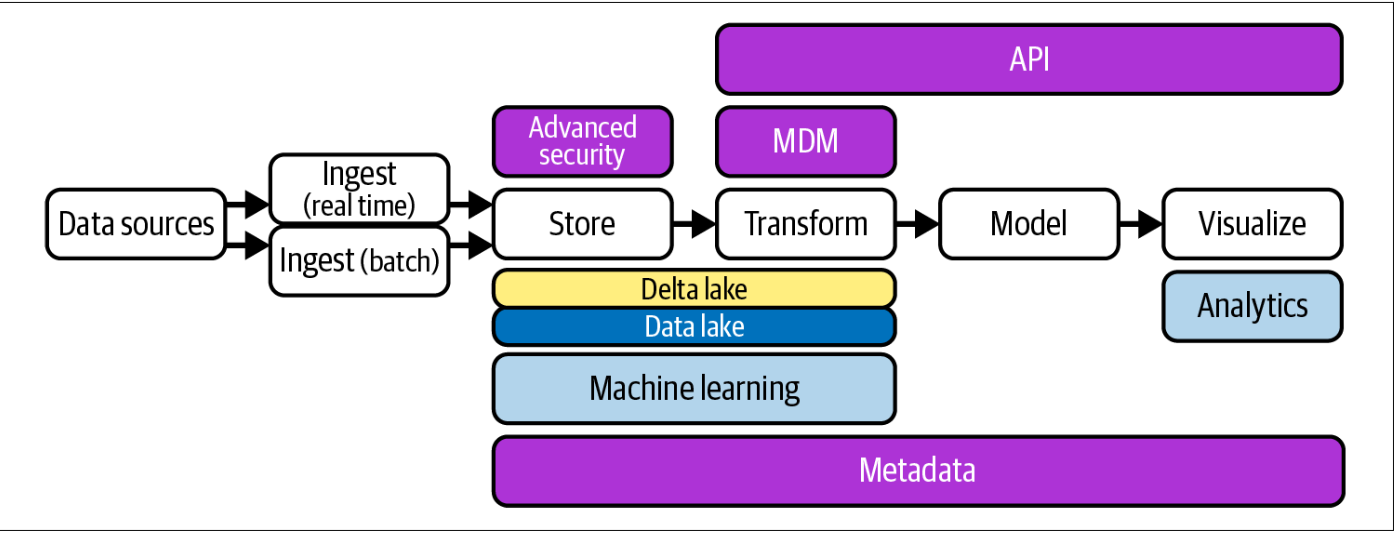 API
Advanced
security
MDM
Ingest
(real time)
Data sources
Ingest (batch)
Store
Transform
Model
Visualize
Delta lake
Data lake
Analytics
Machine learning
Metadata